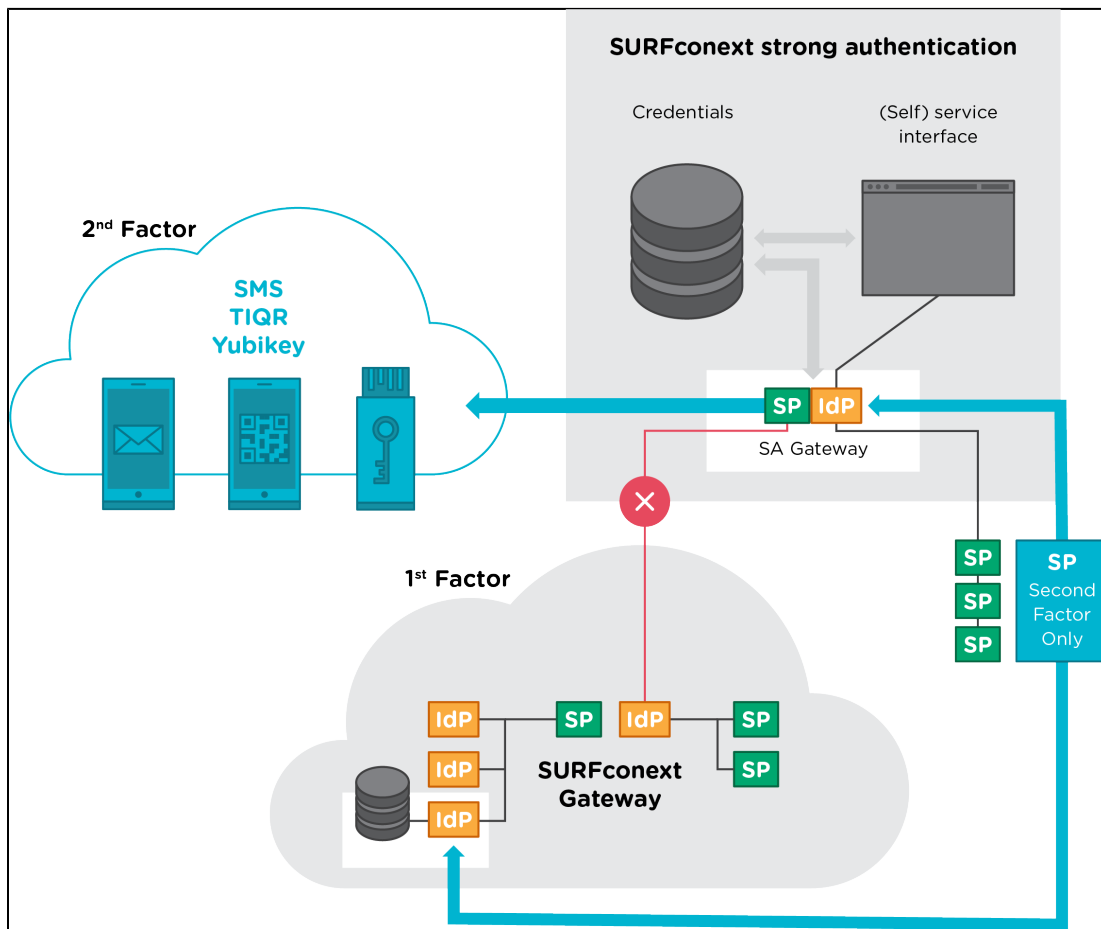 SURFconext strong authentication
Credentials
(Self) service
interface
2nd Factor
SMS
TIQR
Yubikey
SP
IdP
SA Gateway
SP
SP
SP
SP
Second
Factor
Only
1st Factor
IdP
SP
IdP
SP
IdP
SP
SURFconext
Gateway
IdP